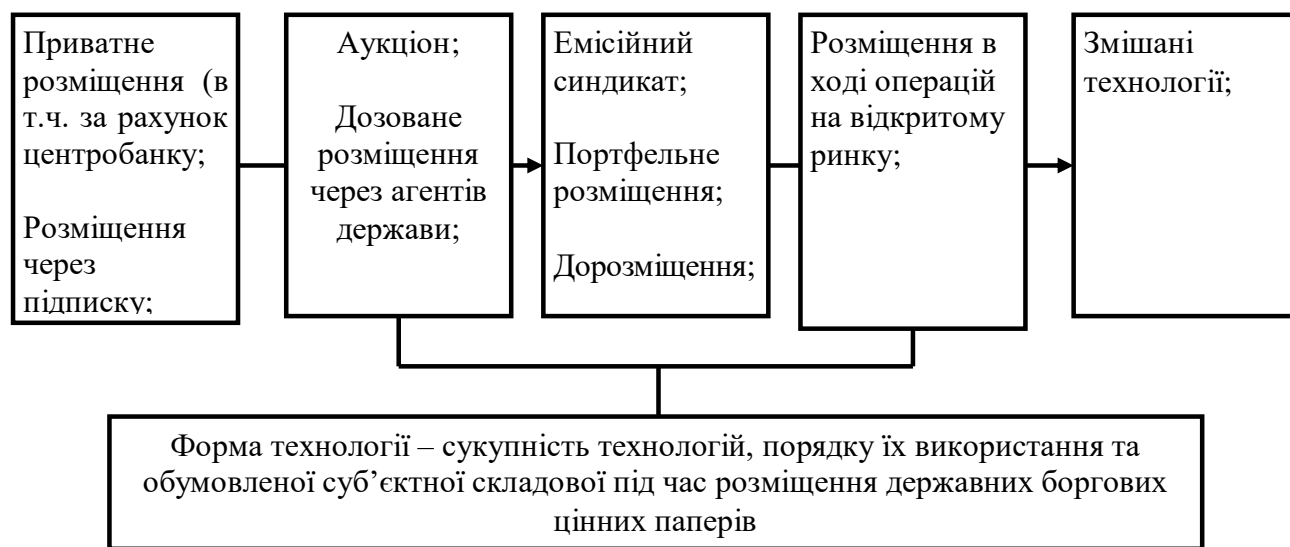 Приватне
розміщення (в
т.ч. за рахунок
центробанку;
Розміщення
через
підписку;
Аукціон;
Дозоване
розміщення
через агентів
держави;
Емісійний
синдикат;
Портфельне
розміщення;
Дорозміщення;
Розміщення в
ході операцій
на відкритому
ринку;
Змішані
технології;
Форма технології – сукупність технологій, порядку їх використання та
обумовленої суб’єктної складової під час розміщення державних боргових
цінних паперів